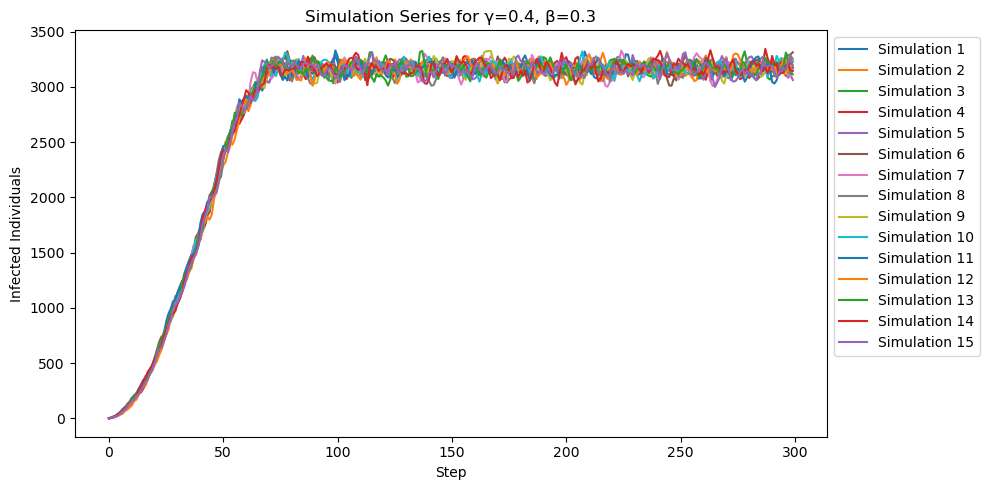 Simulation Series for γ=0.4, β=0.3
3500
3000
2500
2000
1500
1000
500
0
Infected Individuals
0 50 100 150 200 250 300
Step
Simulation 1
Simulation 2
Simulation 3
Simulation 4
Simulation 5
Simulation 6
Simulation 7
Simulation 8
Simulation 9
Simulation 10
Simulation 11
Simulation 12
Simulation 13
Simulation 14
Simulation 15